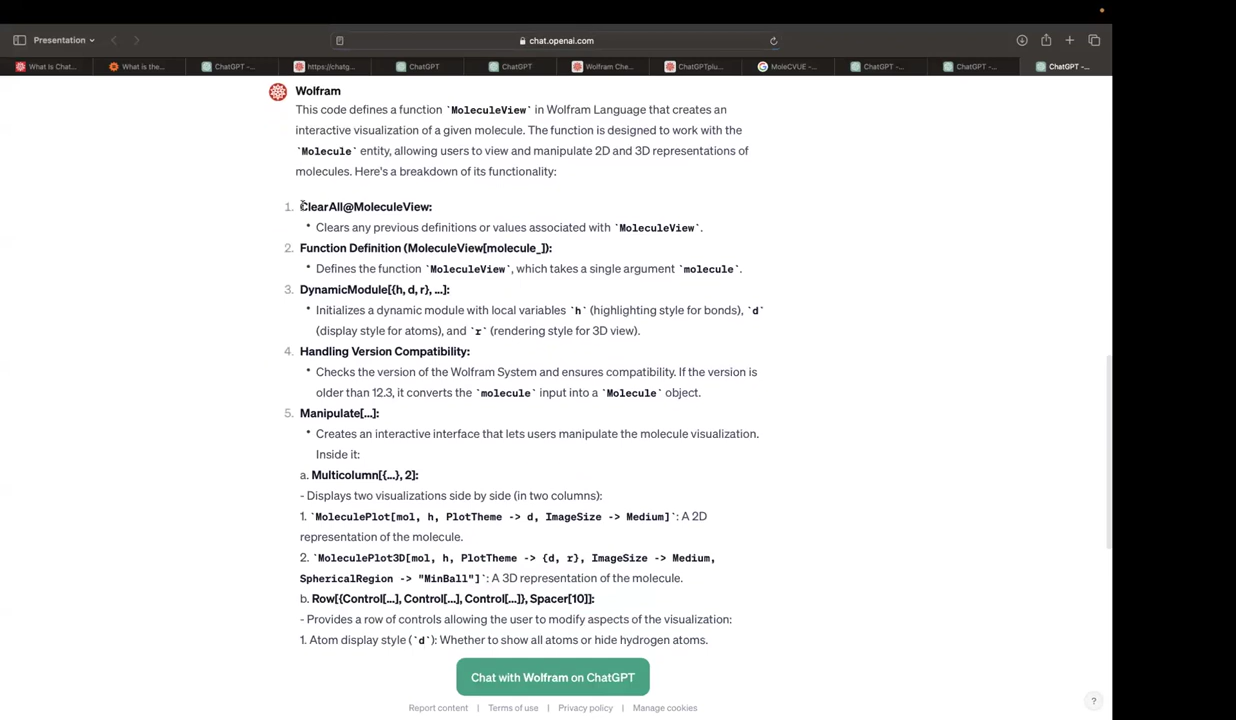 Presentation
chat.openai.com
What Is Chat...
What is the...
ChatGPT -...
https://chatg...
ChatGPT
ChatGPT
Wolfram Che...
ChatGPTplu...
MoleCVUE -...
ChatGPT -...
ChatGPT -...
ChatGPT -...
Wolfram
This code defines a function `MoleculeView` in Wolfram Language that creates an
interactive visualization of a given molecule. The function is designed to work with the
`Molecule` entity, allowing users to view and manipulate 2D and 3D representations of
molecules. Here's a breakdown of its functionality:
1. ClearAll@MoleculeView:
• Clears any previous definitions or values associated with `MoleculeView`.
2. Function Definition (MoleculeView[molecule_]):
• Defines the function `MoleculeView`, which takes a single argument `molecule`.
3. DynamicModule[{h, d, r}, ...]:
• Initializes a dynamic module with local variables `h` (highlighting style for bonds), `d`
(display style for atoms), and `r` (rendering style for 3D view).
4. Handling Version Compatibility:
• Checks the version of the Wolfram System and ensures compatibility. If the version is
older than 12.3, it converts the `molecule` input into a `Molecule` object.
5. Manipulate[...]:
• Creates an interactive interface that lets users manipulate the molecule visualization.
Inside it:
a. Multicolumn[{...}, 2]:
- Displays two visualizations side by side (in two columns):
1. `MoleculePlot[mol, h, PlotTheme -> d, ImageSize -> Medium]`: A 2D
representation of the molecule.
2. `MoleculePlot3D[mol, h, PlotTheme -> {d, r}, ImageSize -> Medium,
SphericalRegion -> "MinBall"]`: A 3D representation of the molecule.
b. Row[{Control[...], Control[...], Control[...]}, Spacer[10]]:
- Provides a row of controls allowing the user to modify aspects of the visualization:
1. Atom display style (`d`): Whether to show all atoms or hide hydrogen atoms.
Chat with Wolfram on ChatGPT
Report content | Terms of use | Privacy policy | Manage cookies
?